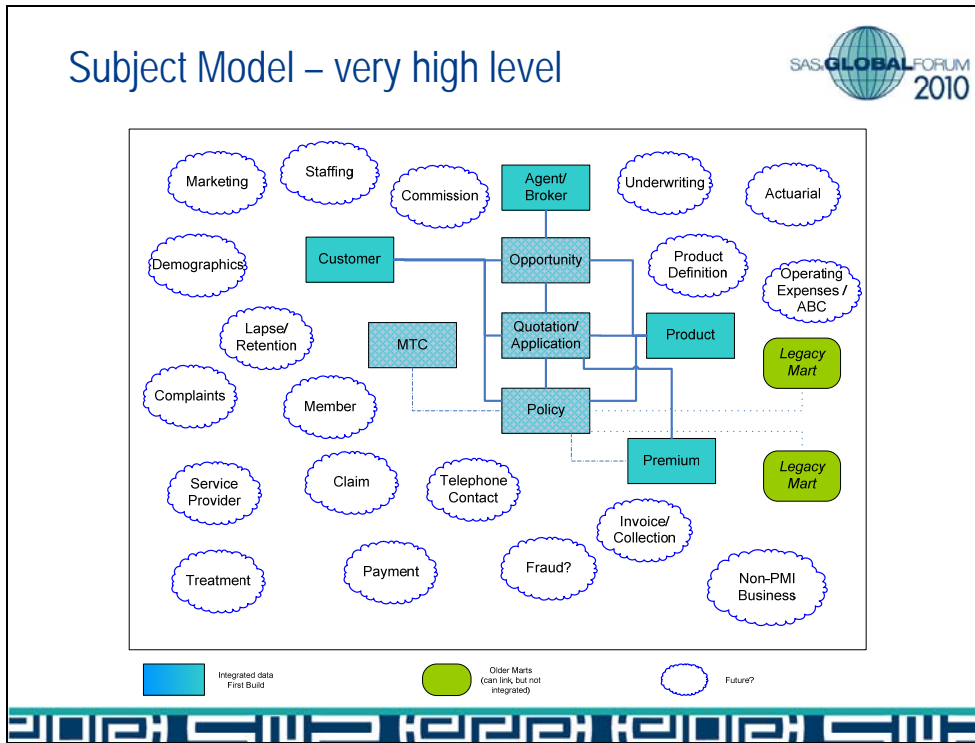 Subject Model – very high level
SAS GLOBAL FORUM
2010
Marketing
Staffing
Commission
Agent/
Broker
Underwriting
Actuarial
Demographics
Customer
Opportunity
Product
Definition
Operating
Expenses /
ABC
Lapse/
Retention
MTC
Quotation/
Application
Product
Legacy
Mart
Complaints
Member
Policy
Service
Provider
Claim
Telephone
Contact
Premium
Legacy
Mart
Invoice/
Collection
Treatment
Payment
Fraud?
Non-PMI
Business
Integrated data
First Build
Older Marts
(can link, but not
integrated)
Future?